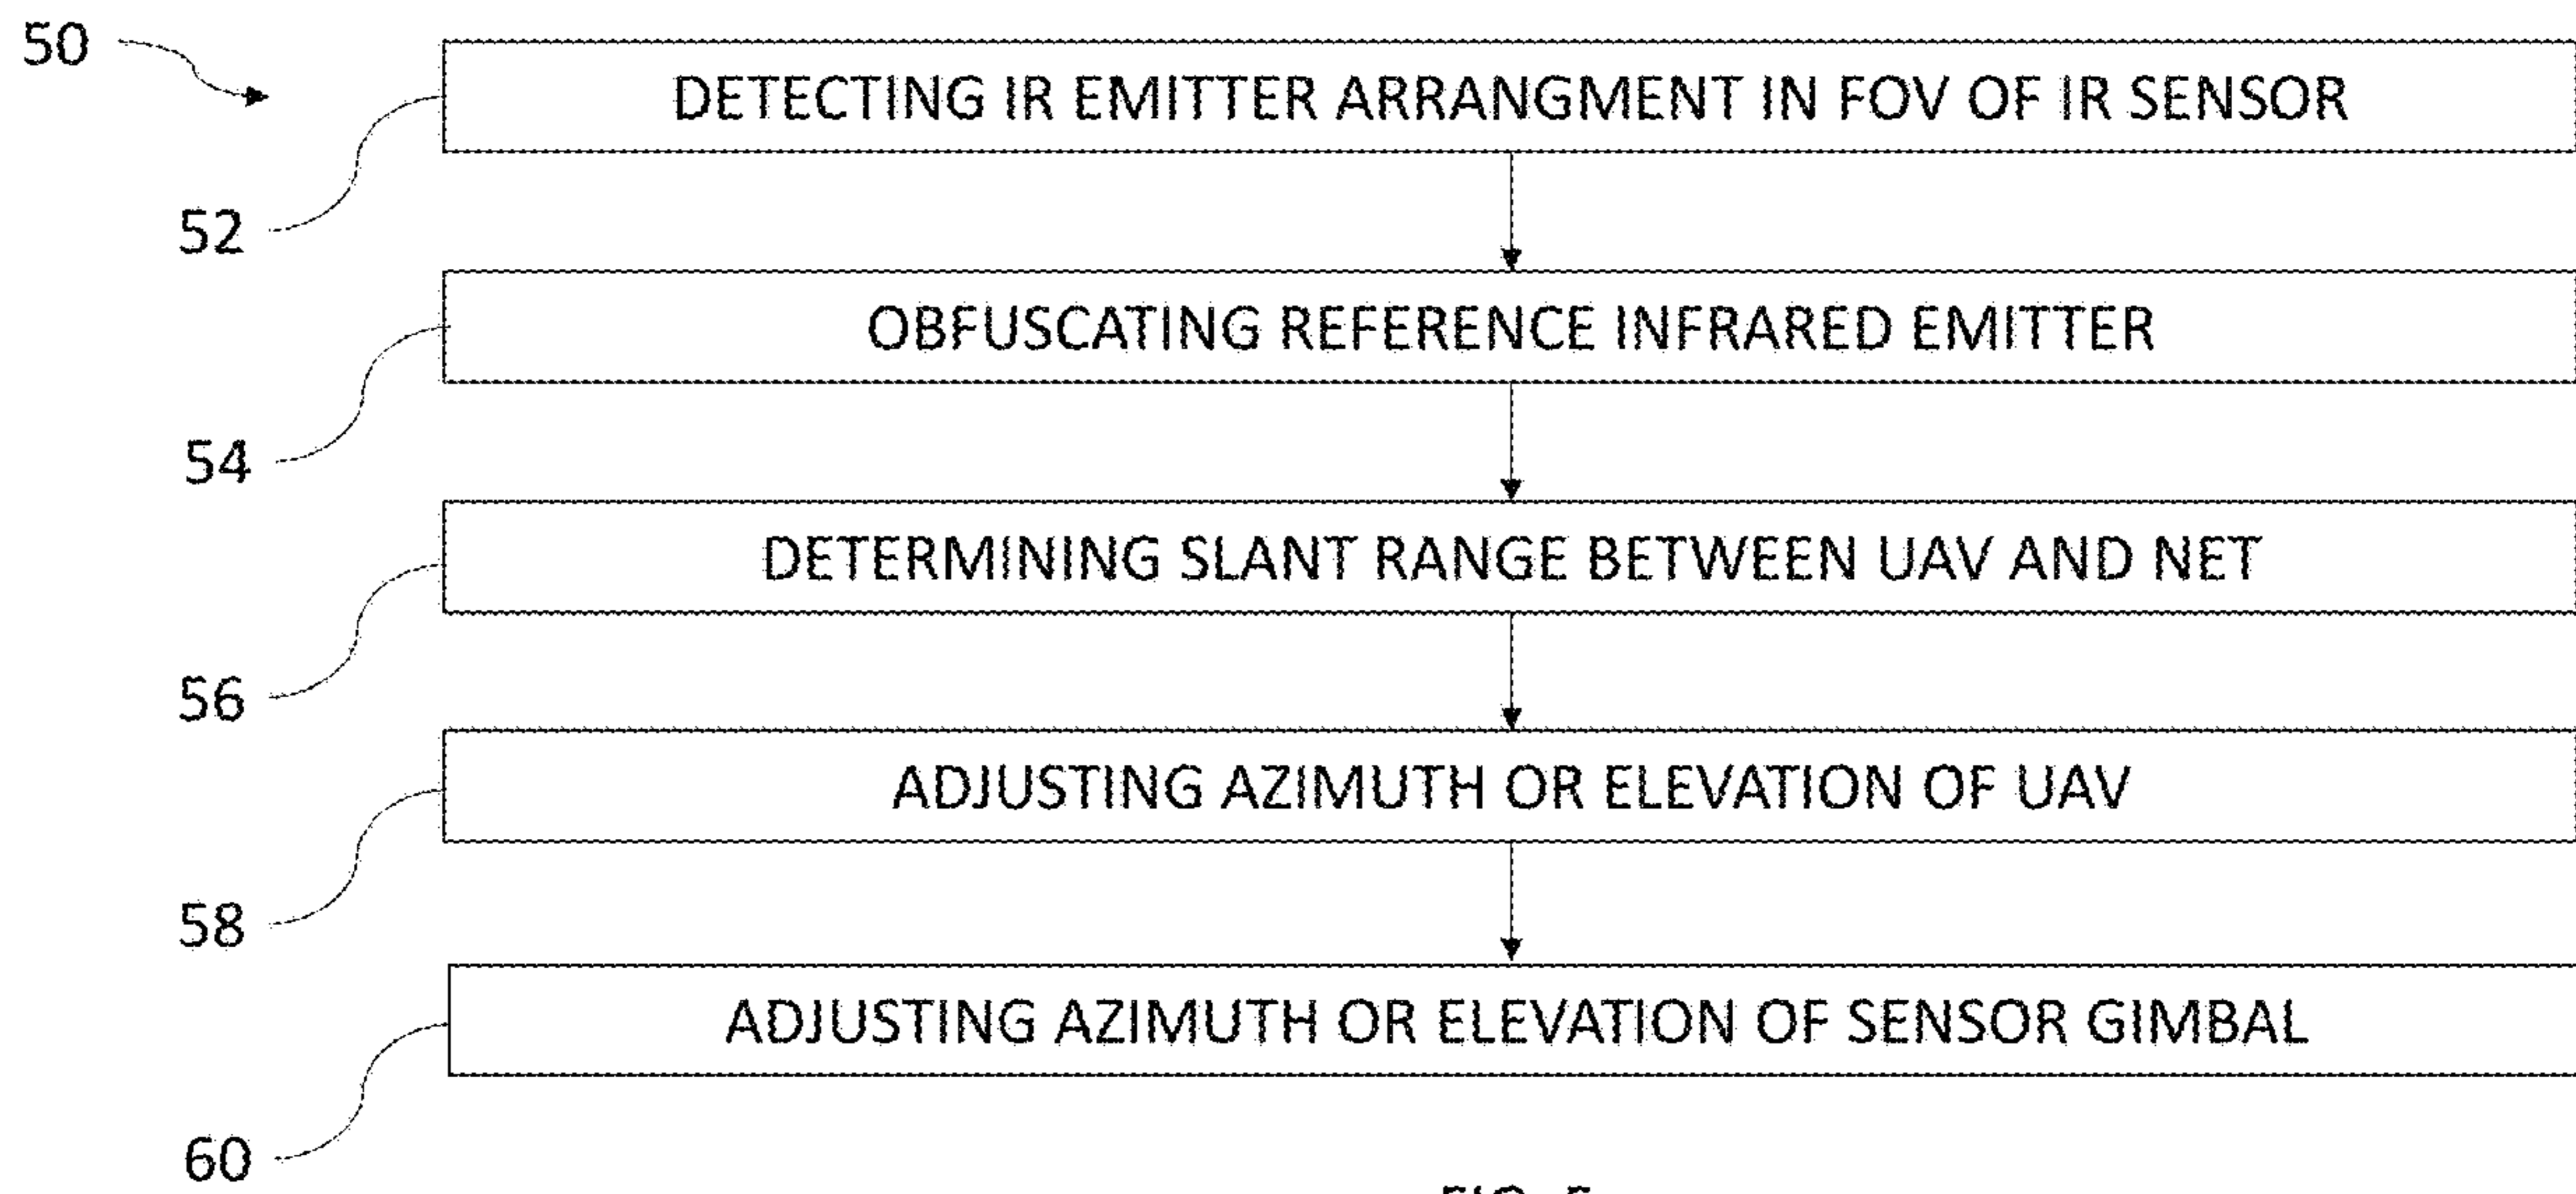 50
DETECTING IR EMITTER ARRANGMENT IN FOV OF IR SENSOR
52
OBFUSCATING REFERENCE INFRARED EMITTER
54
DETERMINING SLANT RANGE BETWEEN UAV AND NET
56
ADJUSTING AZIMUTH OR ELEVATION OF UAV
58
ADJUSTING AZIMUTH OR ELEVATION OF SENSOR GIMBAL
60